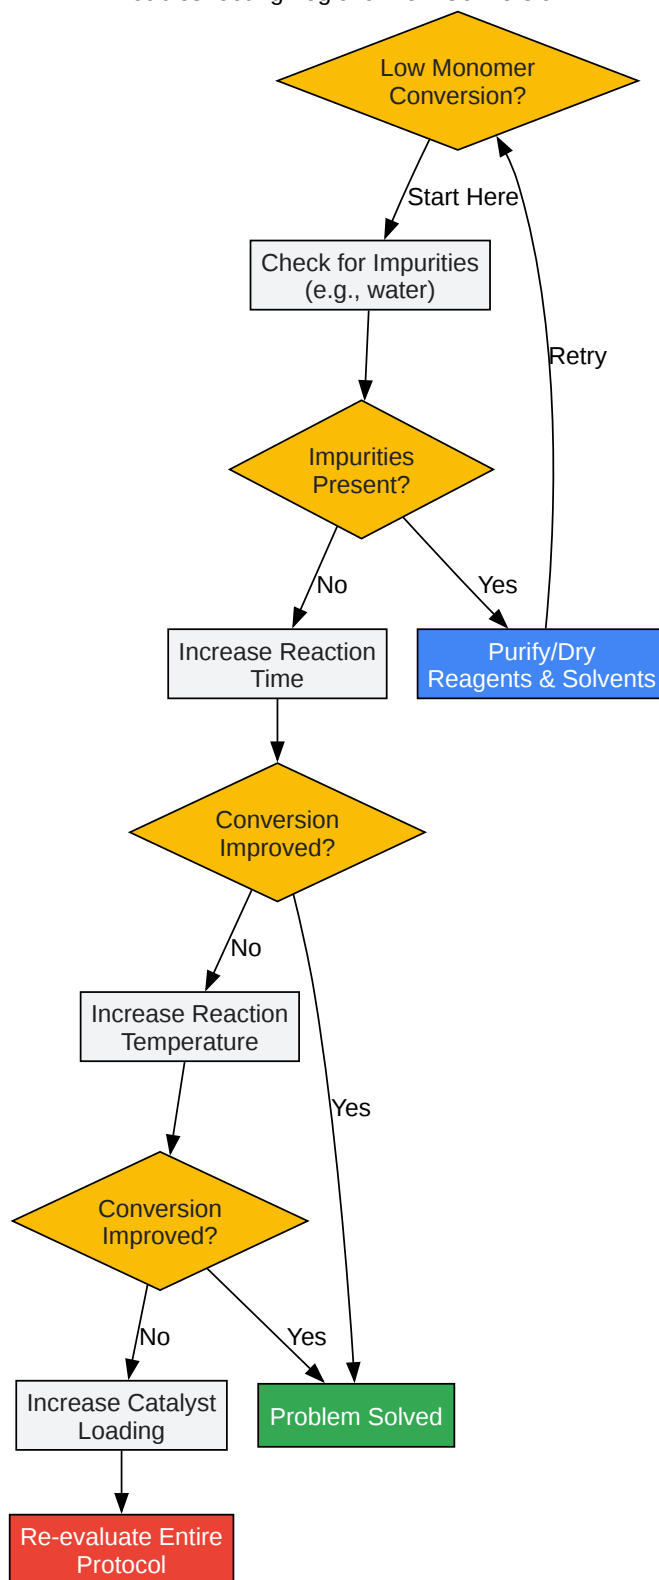 Low Monomer
Conversion?
Start Here
Check for Impurities
(e.g., water)
Retry
Impurities
Present?
No
Yes
Increase Reaction
Time
Purify/Dry
Reagents & Solvents
Conversion
Improved?
No
Increase Reaction
Temperature
Yes
Conversion
Improved?
No
Yes
Increase Catalyst
Loading
Problem Solved
Re-evaluate Entire
Protocol